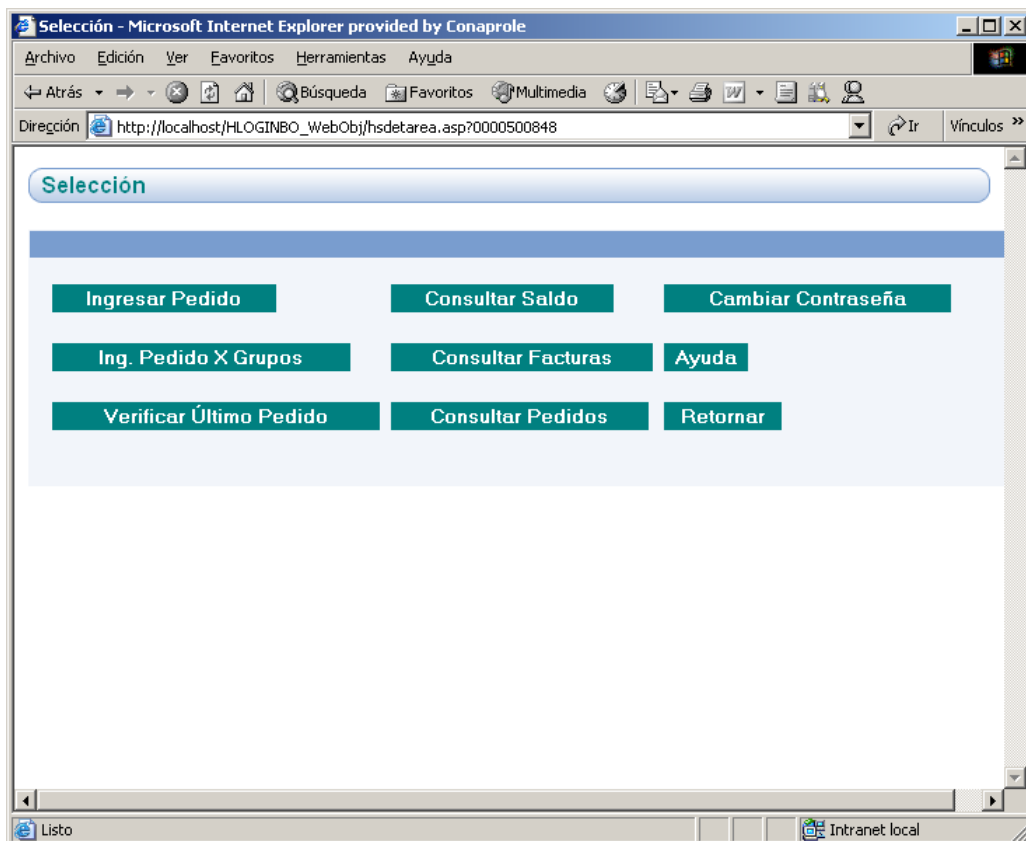 Selección - Microsoft Internet Explorer provided by Conaprole
Archivo Edición Ver Favoritos Herramientas Ayuda
Atrás Búsqueda Favoritos Multimedia
Dirección http://localhost/HLOGINBO_WebObj/hsdetarea.asp?0000500848 Ir Vínculos »
Selección
Ingresar Pedido Consultar Saldo Cambiar Contraseña
Ing. Pedido X Grupos Consultar Facturas Ayuda
Verificar Último Pedido Consultar Pedidos Retornar
Listo Intranet local